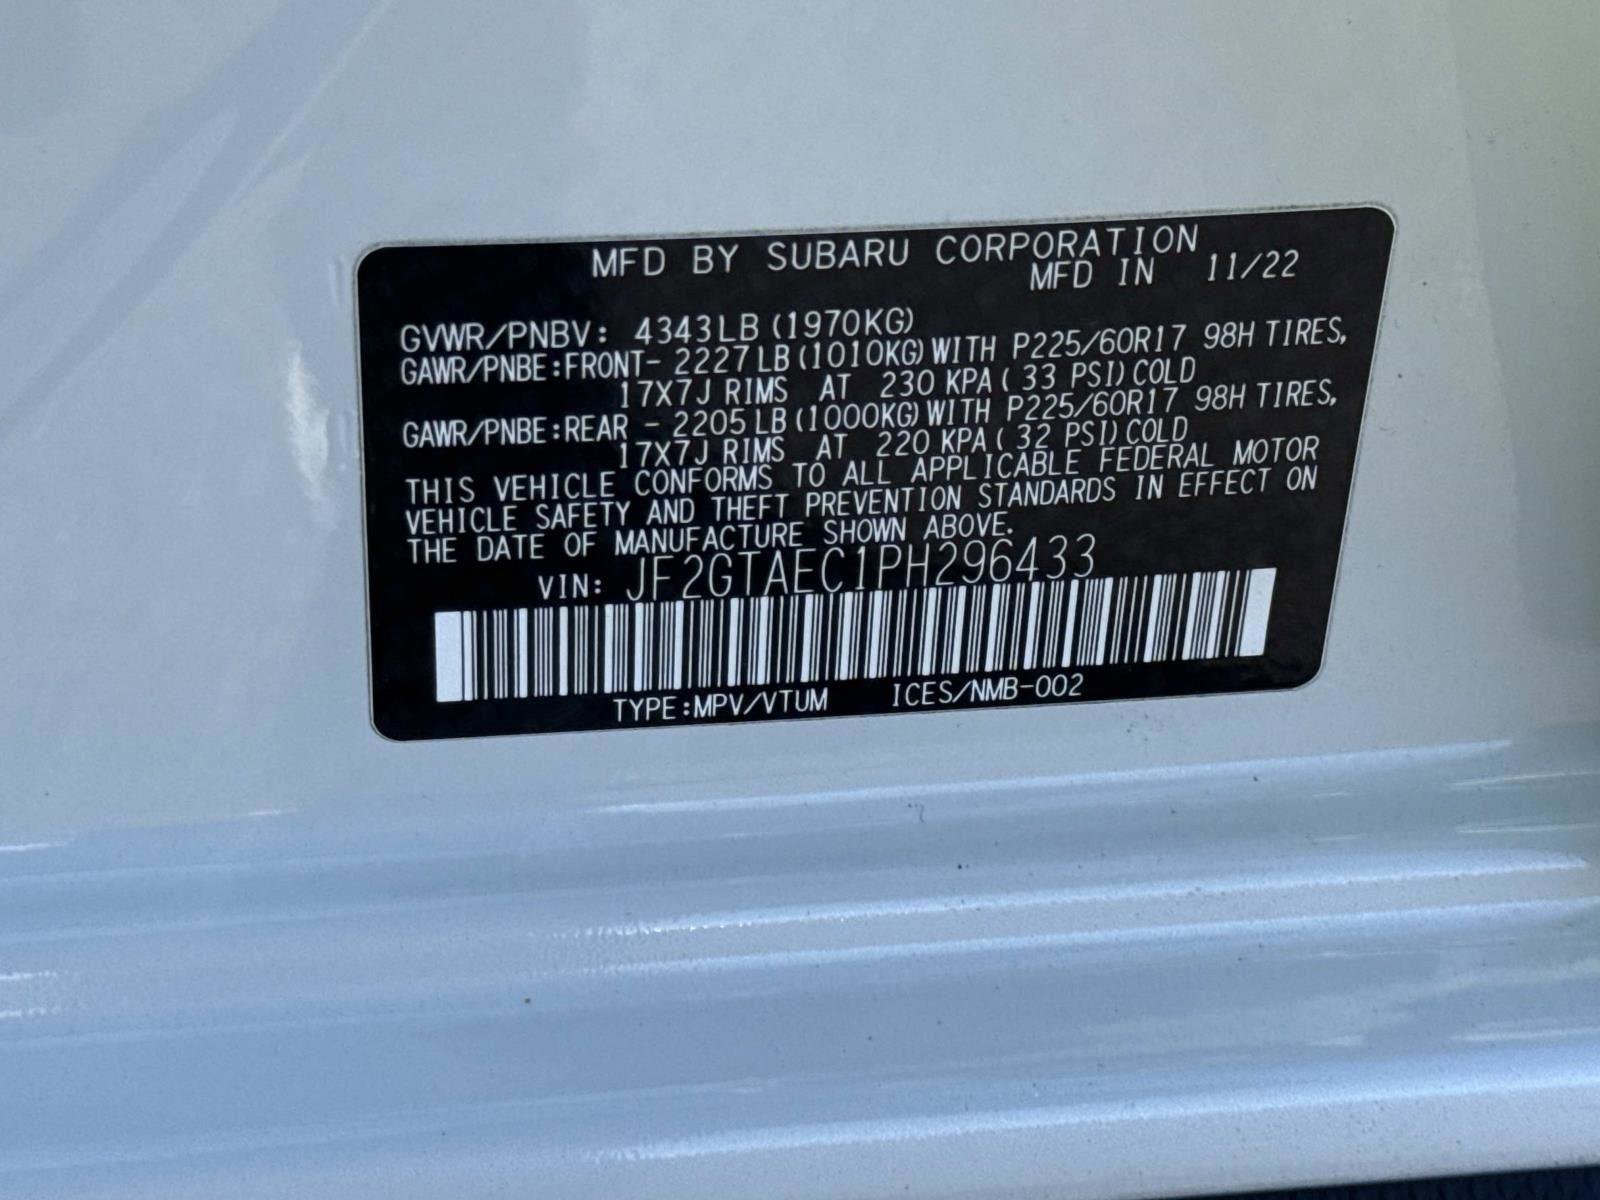 MFD BY SUBARU CORPORATION
MFD IN 11/22
GVWR/PNBV: 4343LB (1970KG)
GAWR/PNBE:FRONT- 2227LB (1010KG) WITH P225/60R17 98H TIRES,
17X7J RIMS AT 230 KPA ( 33 PSI) COLD
GAWR/PNBE:REAR - 2205LB (1000KG) WITH P225/60R17 98H TIRES,
17X7J RIMS AT 220 KPA ( 32 PSI) COLD
THIS VEHICLE CONFORMS TO ALL APPLICABLE FEDERAL MOTOR
VEHICLE SAFETY AND THEFT PREVENTION STANDARDS IN EFFECT ON
THE DATE OF MANUFACTURE SHOWN ABOVE.
VIN: JF2GTAEC1PH296433
TYPE:MPV/VTUM ICES/NMB-002